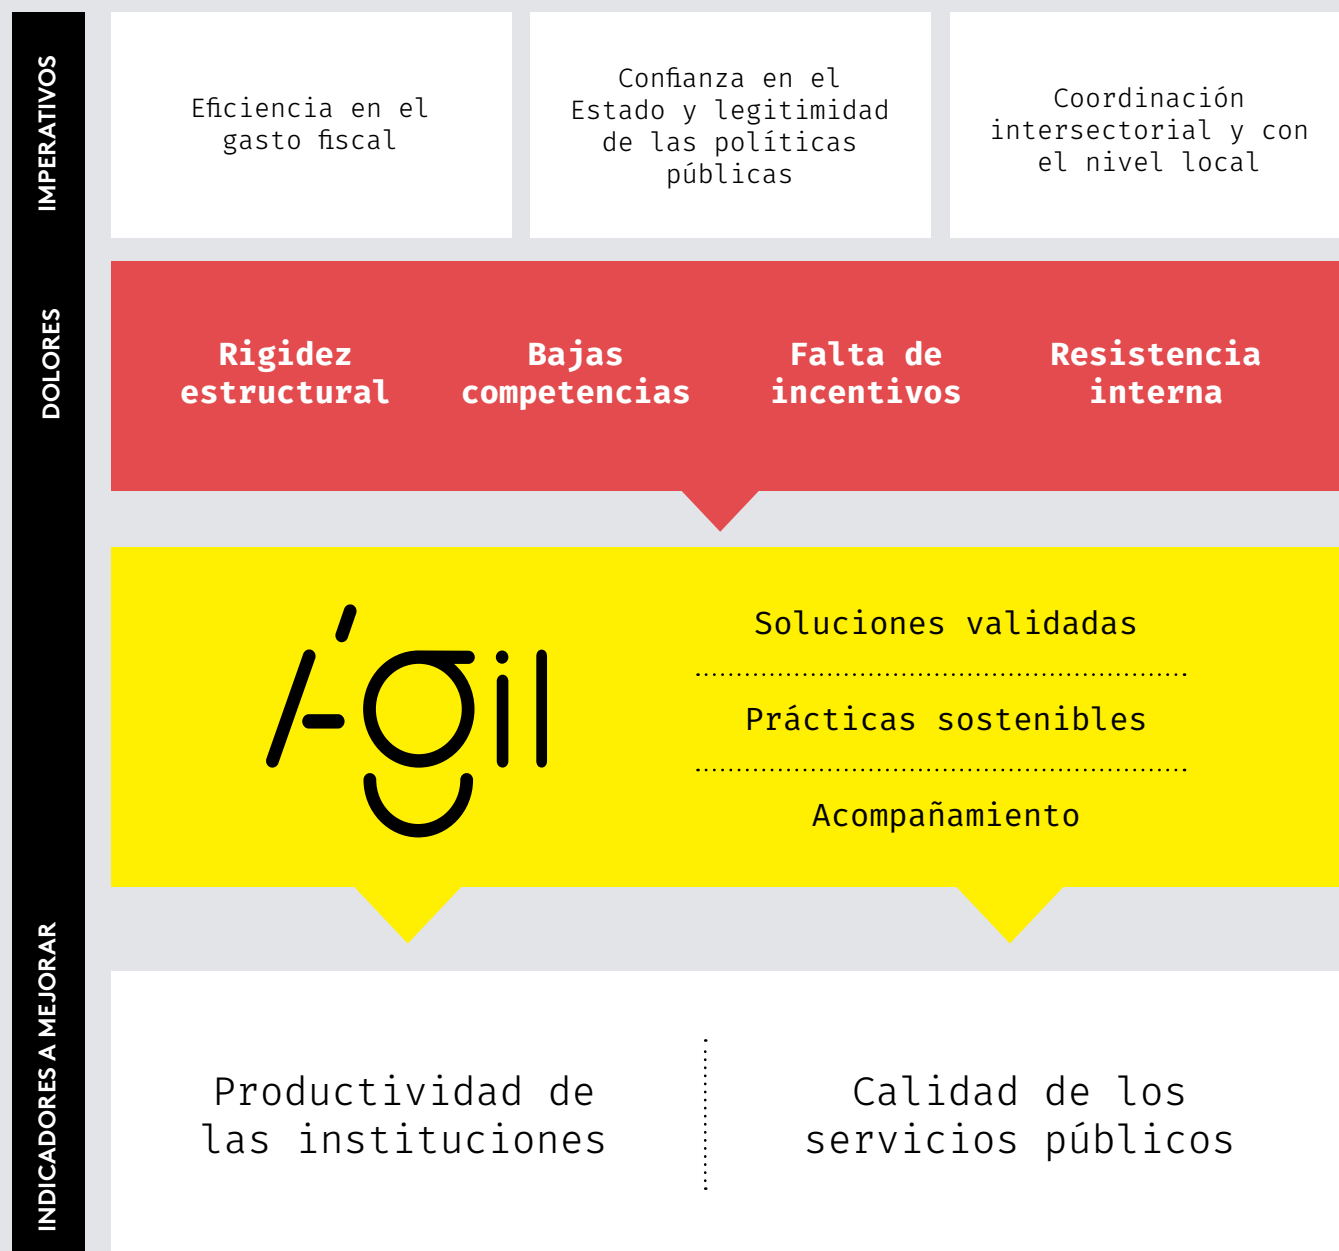 IMPERATIVOS
Eficiencia en el
gasto fiscal
Confianza en el
Estado y legitimidad
de las políticas
públicas
Coordinación
intersectorial y con
el nivel local
DOLORES
Rigidez
estructural
Bajas
competencias
Falta de
incentivos
Resistencia
interna
Ágil
Soluciones validadas
Prácticas sostenibles
Acompañamiento
INDICADORES A MEJORAR
Productividad de
las instituciones
Calidad de los
servicios públicos